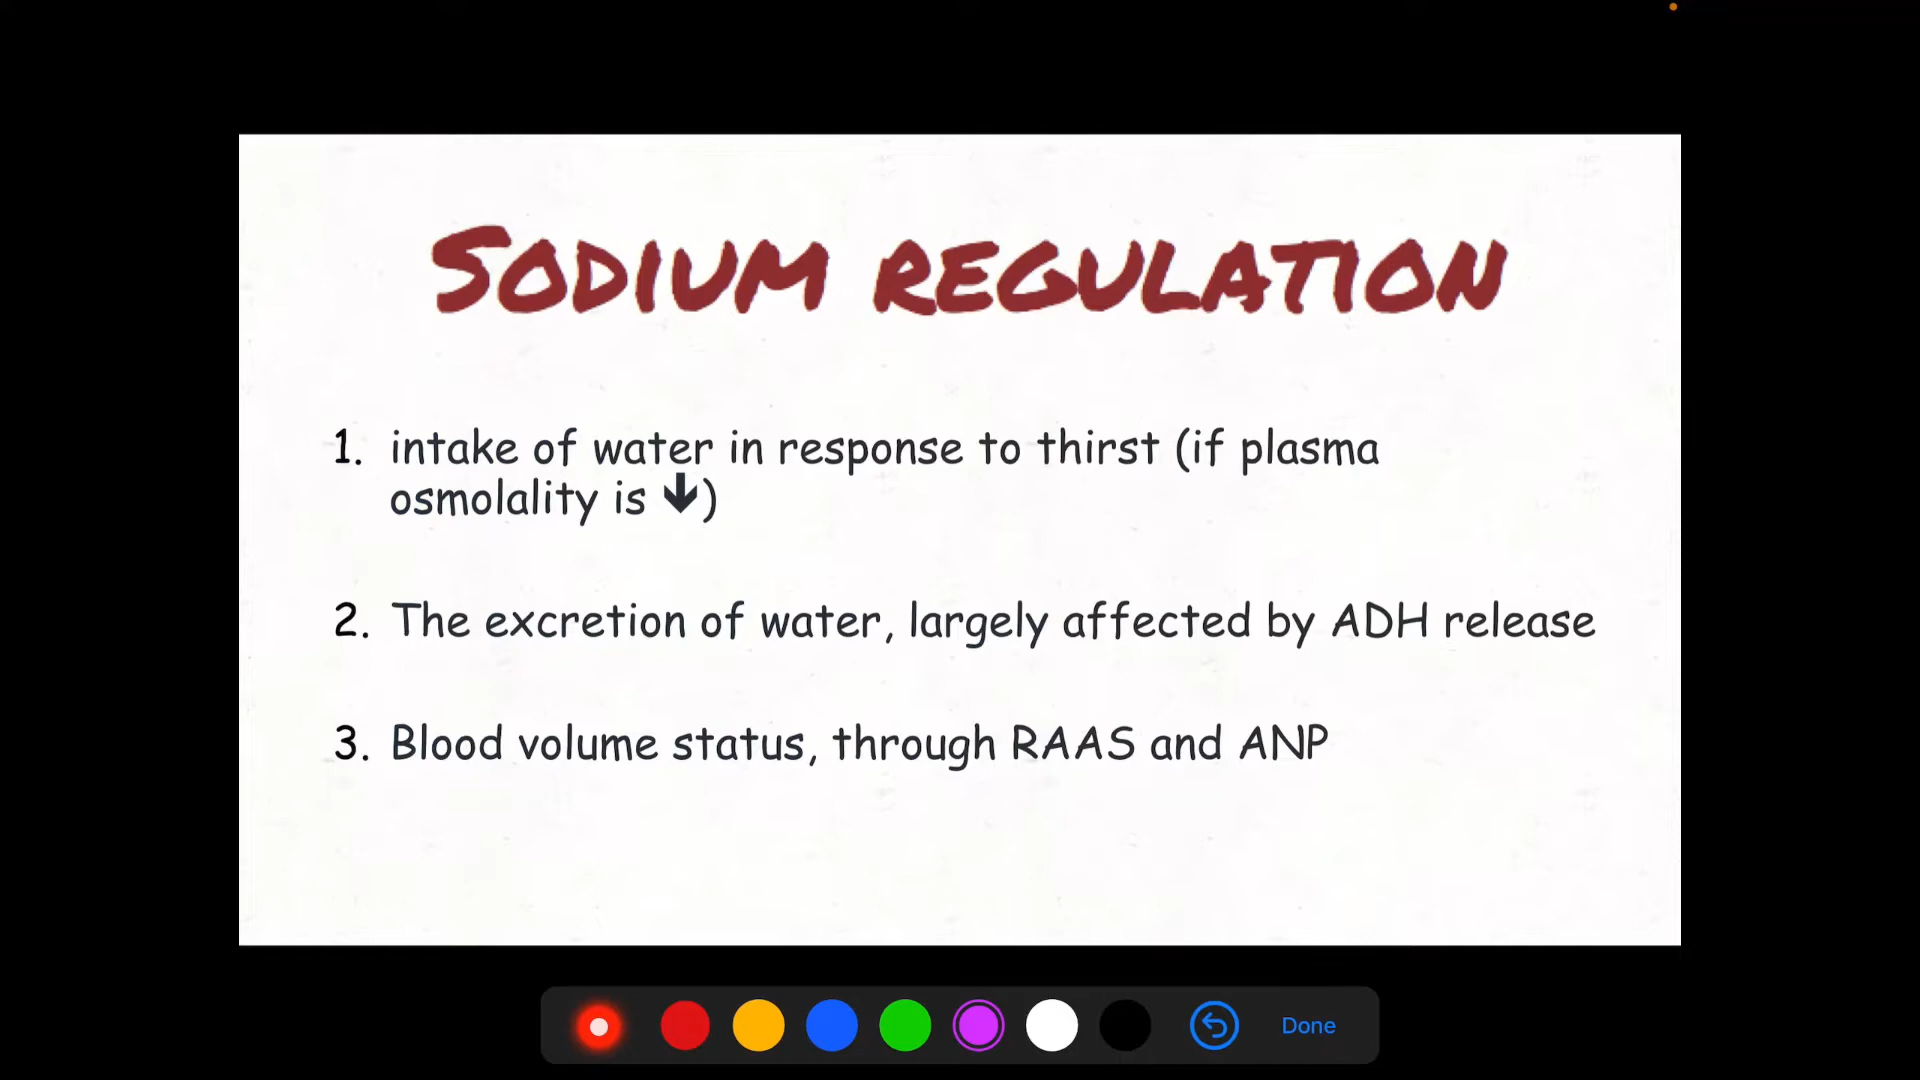 SODIUM REGULATION
1. intake of water in response to thirst (if plasma
osmolality is ↓)
2. The excretion of water, largely affected by ADH release
3. Blood volume status, through RAAS and ANP
Done